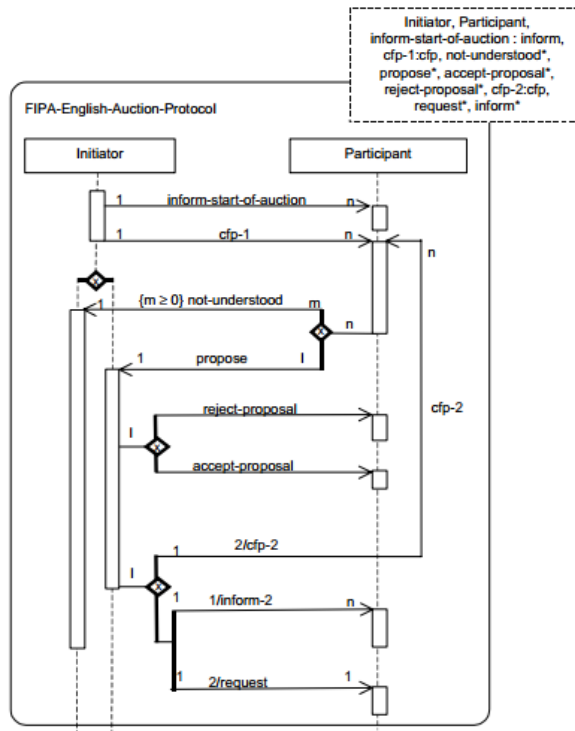 Initiator, Participant,
inform-start-of-auction : inform,
cfp-1:cfp, not-understood*,
propose*, accept-proposal*,
reject-proposal*, cfp-2:cfp,
request*, inform*
FIPA-English-Auction-Protocol
Initiator
Participant
1 inform-start-of-auction n
1 cfp-1 n
n
x
1 {m ≥ 0} not-understood m
x n
1 propose l
cfp-2
reject-proposal
l x
accept-proposal
1 2/cfp-2
l x
1 1/inform-2 n
1 2/request 1